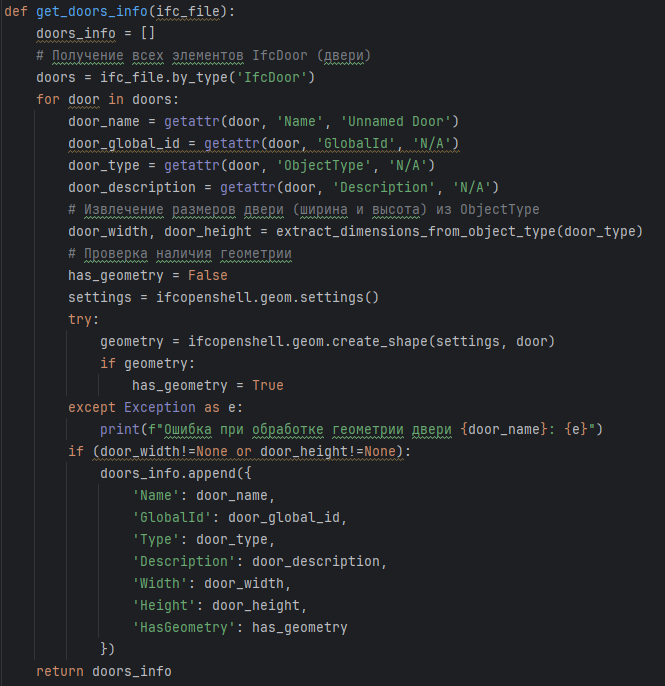 def get_doors_info(ifc_file):
    doors_info = []
    # Получение всех элементов IfcDoor (двери)
    doors = ifc_file.by_type('IfcDoor')
    for door in doors:
        door_name = getattr(door, 'Name', 'Unnamed Door')
        door_global_id = getattr(door, 'GlobalId', 'N/A')
        door_type = getattr(door, 'ObjectType', 'N/A')
        door_description = getattr(door, 'Description', 'N/A')
        # Извлечение размеров двери (ширина и высота) из ObjectType
        door_width, door_height = extract_dimensions_from_object_type(door_type)
        # Проверка наличия геометрии
        has_geometry = False
        settings = ifcopenshell.geom.settings()
        try:
            geometry = ifcopenshell.geom.create_shape(settings, door)
            if geometry:
                has_geometry = True
        except Exception as e:
            print(f"Ошибка при обработке геометрии двери {door_name}: {e}")
        if (door_width!=None or door_height!=None):
            doors_info.append({
                'Name': door_name,
                'GlobalId': door_global_id,
                'Type': door_type,
                'Description': door_description,
                'Width': door_width,
                'Height': door_height,
                'HasGeometry': has_geometry
            })
    return doors_info